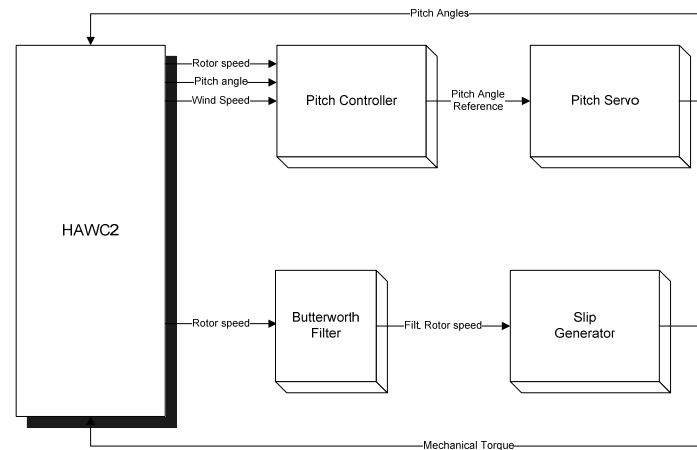 Pitch Angles
Rotor speed
Pitch angle
Wind Speed
Pitch Controller
Pitch Angle
Reference
Pitch Servo
HAWC2
Rotor speed
Butterworth
Filter
Filt. Rotor speed
Slip
Generator
Mechanical Torque